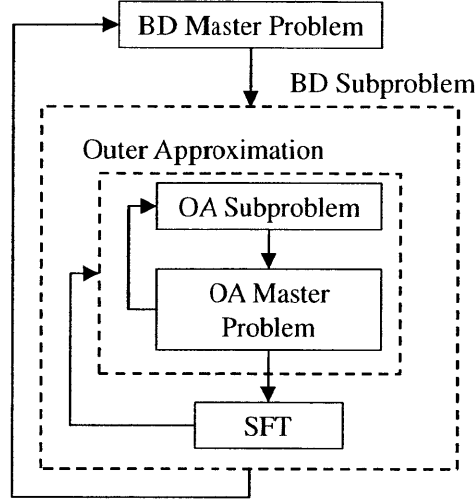 BD Master Problem
BD Subproblem
Outer Approximation
OA Subproblem
OA Master
Problem
SFT